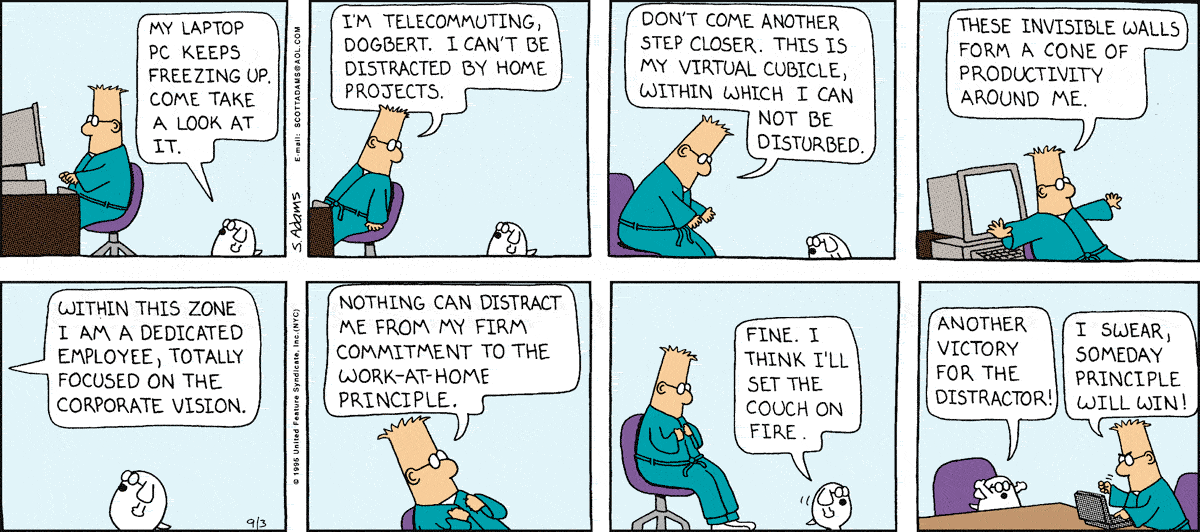 MY LAPTOP
PC KEEPS
FREEZING UP.
COME TAKE
A LOOK AT
IT.
S. Adams E-mail: SCOTTADAMS@AOL.COM
I'M TELECOMMUTING,
DOGBERT. I CAN'T BE
DISTRACTED BY HOME
PROJECTS.
DON'T COME ANOTHER
STEP CLOSER. THIS IS
MY VIRTUAL CUBICLE,
WITHIN WHICH I CAN
NOT BE
DISTURBED.
THESE INVISIBLE WALLS
FORM A CONE OF
PRODUCTIVITY
AROUND ME.
WITHIN THIS ZONE
I AM A DEDICATED
EMPLOYEE, TOTALLY
FOCUSED ON THE
CORPORATE VISION.
9/3
© 1995 United Feature Syndicate, Inc.(NYC)
NOTHING CAN DISTRACT
ME FROM MY FIRM
COMMITMENT TO THE
WORK-AT-HOME
PRINCIPLE.
FINE. I
THINK I'LL
SET THE
COUCH ON
FIRE.
ANOTHER
VICTORY
FOR THE
DISTRACTOR!
I SWEAR,
SOMEDAY
PRINCIPLE
WILL WIN!